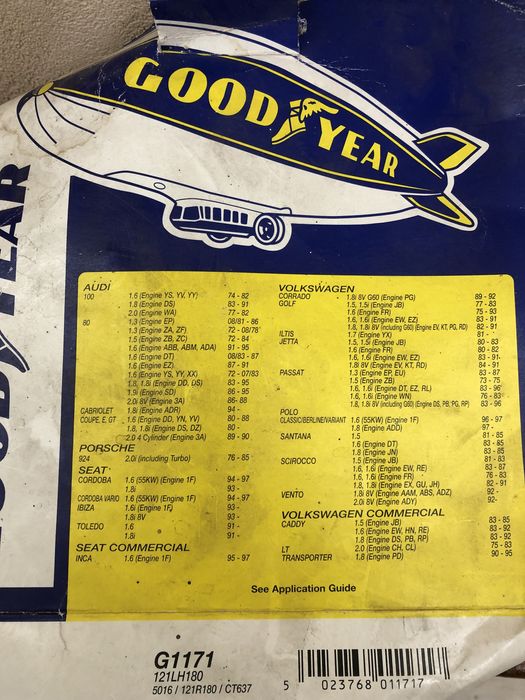 GOODYEAR
GOODYEAR
AUDI
100 1.6 (Engine YS, YV, YY) 74 - 82
1.8 (Engine DS) 83 - 91
2.0 (Engine WA) 77 - 82
80 1.3 (Engine EP) 08/81 - 86
1.3 (Engine ZA, ZF) 72 - 08/78
1.5 (Engine ZB, ZC) 72 - 84
1.6 (Engine ABB, ABM, ADA) 91 - 95
1.6 (Engine DT) 08/83 - 87
1.6 (Engine EZ) 87 - 91
1.6 (Engine YS, YY, XX) 72 - 07/83
1.8, 1.8i (Engine DD, US) 83 - 95
1.9i (Engine SD) 86 - 95
2.0i 8V (Engine 3A) 86 - 88
CABRIOLET 1.8i (Engine ADR) 94 -
COUPE, E, GT 1.6 (Engine DD, YN, YV) 80 - 88
1.8, 1.8i (Engine DS, DZ) 80 -
2.0 4 Cylinder (Engine 3A) 89 - 90
PORSCHE
924 2.0i (including Turbo) 76 - 85
SEAT
CORDOBA 1.6 (55KW) (Engine 1F) 94 - 97
1.8i 93 -
CORDOBA VARIO 1.6 (55KW) (Engine 1F) 94 - 97
IBIZA 1.6i (Engine 1F) 93 -
1.8i 8V 93 -
TOLEDO 1.6 91 -
1.8i 91 -
SEAT COMMERCIAL
INCA 1.6 (Engine 1F) 95 - 97
VOLKSWAGEN
CORRADO 1.8i 8V G60 (Engine PG) 89 - 92
GOLF 1.5, 1.5i (Engine JB) 77 - 83
1.6 (Engine FR) 75 - 93
1.6, 1.6i (Engine EW, EZ) 83 - 91
1.8, 1.8i 8V (including G60) (Engine EV, KT, PG, RD) 82 - 91
ILTIS 1.7 (Engine YX) 81 -
JETTA 1.5, 1.5 (Engine JB) 80 - 83
1.6 (Engine FR) 80 - 82
1.6, 1.6i (Engine EW, EZ) 83 - 91
1.8i 8V (Engine EV, KT, RD) 84 - 91
PASSAT 1.3 (Engine EP, EU) 83 - 87
1.5 (Engine ZB) 73 - 75
1.6, 1.6i (Engine DT, EZ, RL) 83 - 96
1.6, 1.6i (Engine WN) 76 - 83
1.8, 1.8i 8V (including G60) (Engine DS, PB, PG, RP) 83 - 96
POLO
CLASSIC/BERLINE/VARIANT 1.6 (55KW) (Engine 1F) 96 - 97
1.8 (Engine ADD) 97 -
SANTANA 1.5 81 - 85
1.6 (Engine DT) 83 - 85
1.8 (Engine JN) 83 - 85
SCIROCCO 1.5 (Engine JB) 81 - 83
1.6, 1.6i (Engine EW, RE) 83 - 87
1.6, 1.6i (Engine FR) 76 - 83
1.8, 1.8i (Engine EX, GU, JH) 82 - 91
VENTO 1.8i 8V (Engine AAM, ABS, ADZ) 92 -
2.0i 8V (Engine ADY) 92 -
VOLKSWAGEN COMMERCIAL
CADDY 1.5 (Engine JB) 83 - 85
1.6 (Engine EW, HN, RE) 83 - 92
1.8 (Engine DS, PB, RP) 83 - 92
LT 2.0 (Engine CH, CL) 75 - 83
TRANSPORTER 1.8 (Engine PD) 90 - 95
See Application Guide
G1171
121LH180
5016 / 121R180 / CT637
5 023768 011717